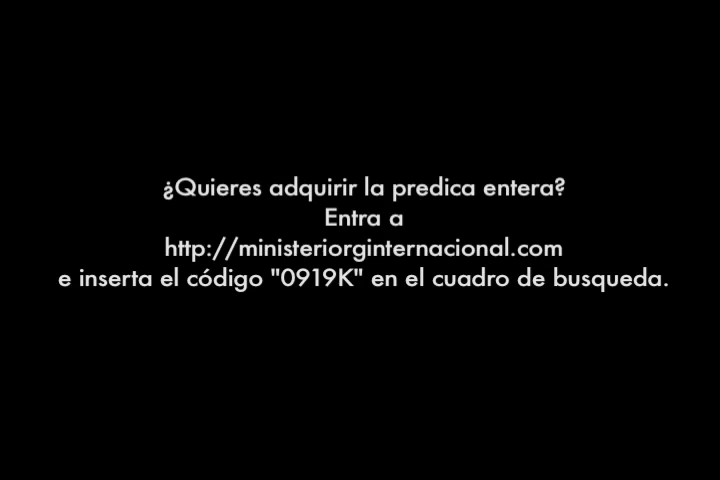 ¿Quieres adquirir la predica entera?
Entra a
http://ministeriorginternacional.com
e inserta el código "0919K" en el cuadro de busqueda.